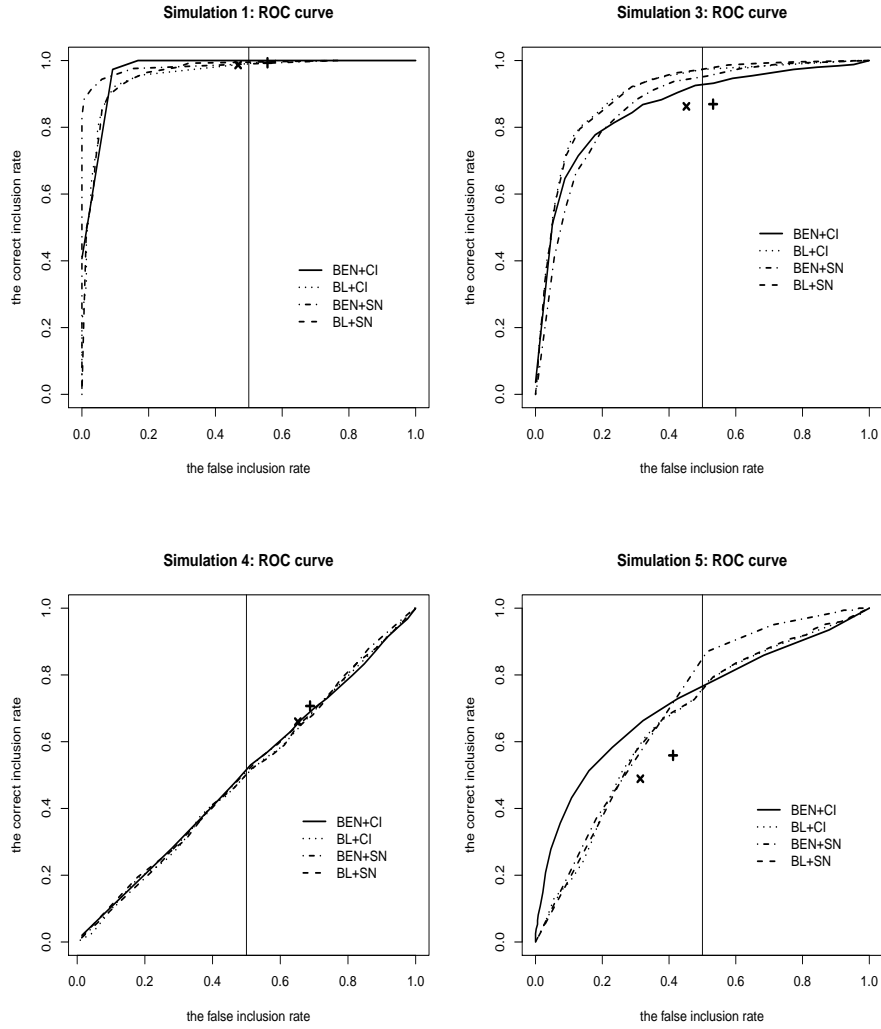 Simulation 1: ROC curve
the correct inclusion rate
0.0 0.2 0.4 0.6 0.8 1.0
BEN+CI
BL+CI
BEN+SN
BL+SN
0.0 0.2 0.4 0.6 0.8 1.0
the false inclusion rate
Simulation 3: ROC curve
the correct inclusion rate
0.0 0.2 0.4 0.6 0.8 1.0
BEN+CI
BL+CI
BEN+SN
BL+SN
0.0 0.2 0.4 0.6 0.8 1.0
the false inclusion rate
Simulation 4: ROC curve
the correct inclusion rate
0.0 0.2 0.4 0.6 0.8 1.0
BEN+CI
BL+CI
BEN+SN
BL+SN
0.0 0.2 0.4 0.6 0.8 1.0
the false inclusion rate
Simulation 5: ROC curve
the correct inclusion rate
0.0 0.2 0.4 0.6 0.8 1.0
BEN+CI
BL+CI
BEN+SN
BL+SN
0.0 0.2 0.4 0.6 0.8 1.0
the false inclusion rate